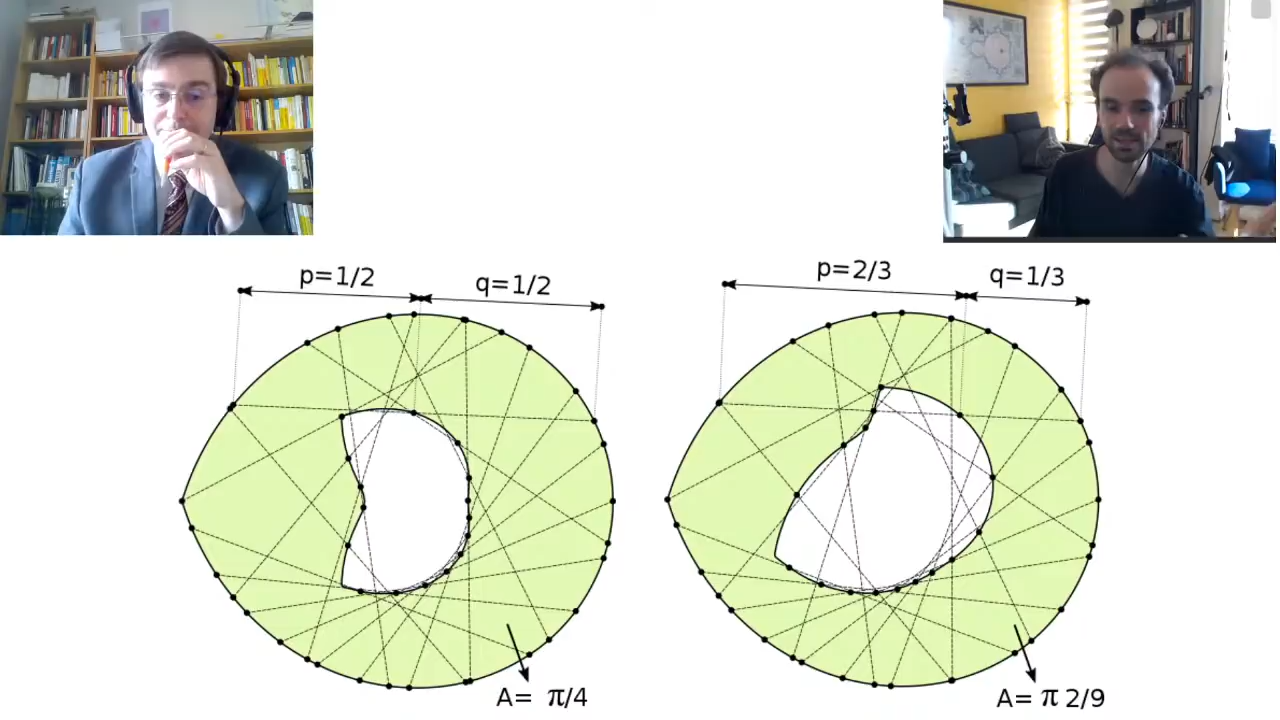 p=1/2
q=1/2
p=2/3
q=1/3
A= π/4
A= π 2/9